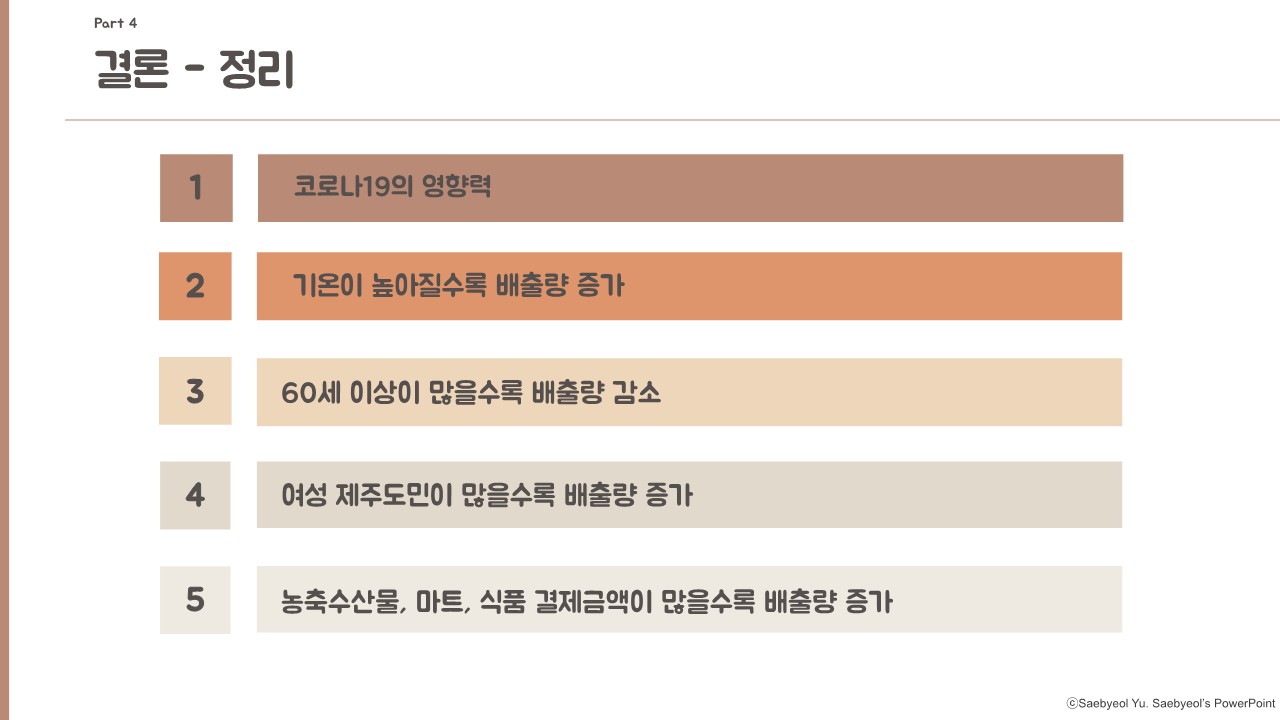 Part 4
결론 - 정리
1
코로나19의 영향력
2
기온이 높아질수록 배출량 증가
3
60세 이상이 많을수록 배출량 감소
4
여성 제주도민이 많을수록 배출량 증가
5
농축수산물, 마트, 식품 결제금액이 많을수록 배출량 증가
ⓒSaebyeol Yu. Saebyeol's PowerPoint